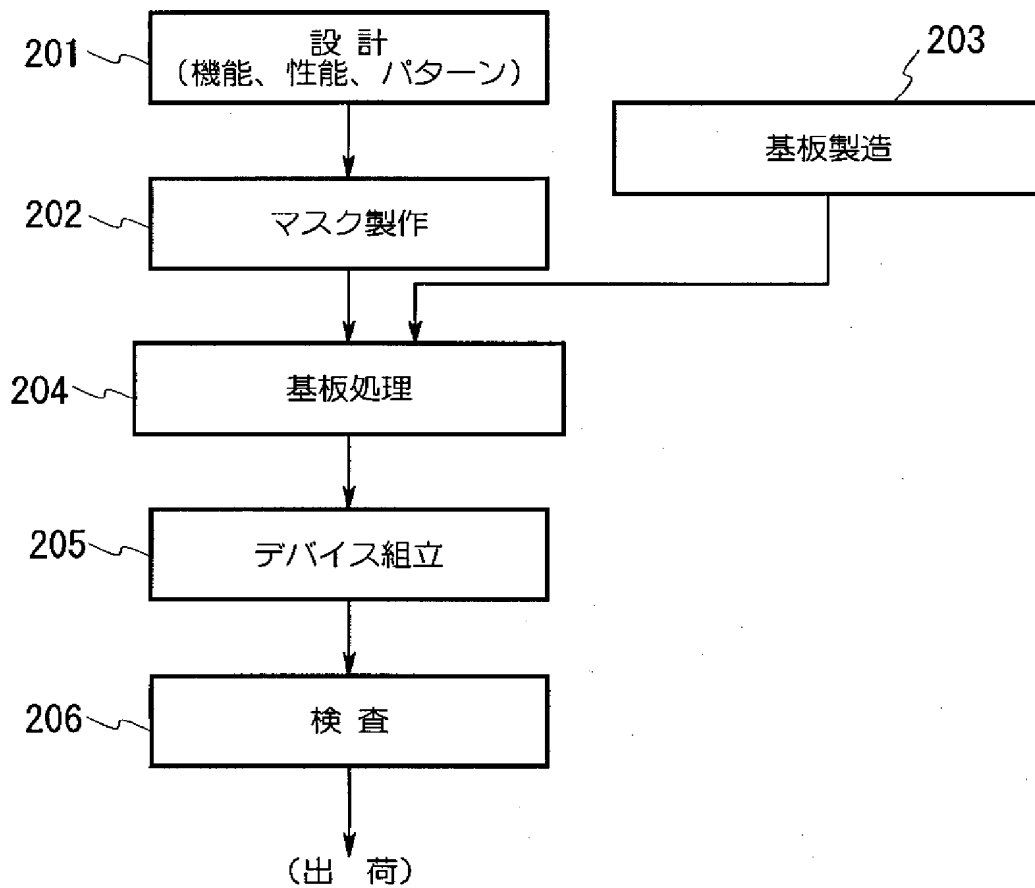 201
設 計
(機能、性能、パターン)
203
基板製造
202
マスク製作
204
基板処理
205
デバイス組立
206
検 査
(出 荷)